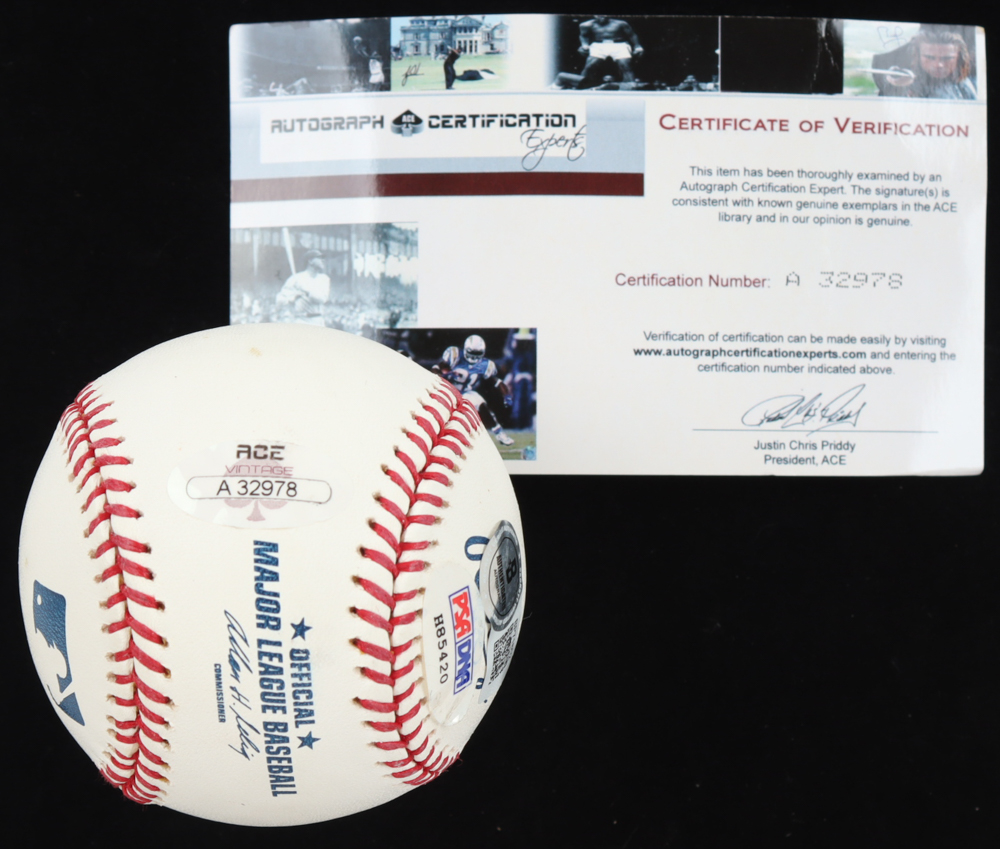 AUTOGRAPH ACE CERTIFICATION
Experts
CERTIFICATE OF VERIFICATION
This item has been thoroughly examined by an
Autograph Certification Expert. The signature(s) is
consistent with known genuine exemplars in the ACE
library and in our opinion is genuine.
Certification Number: A 32978
Verification of certification can be made easily by visiting
www.autographcertificationexperts.com and entering the
certification number indicated above.
Justin Chris Priddy
President, ACE
ACE
VINTAGE
A 32978
OFFICIAL
MAJOR LEAGUE BASEBALL
Allan H. Selig
COMMISSIONER
PSA/DNA
H85420